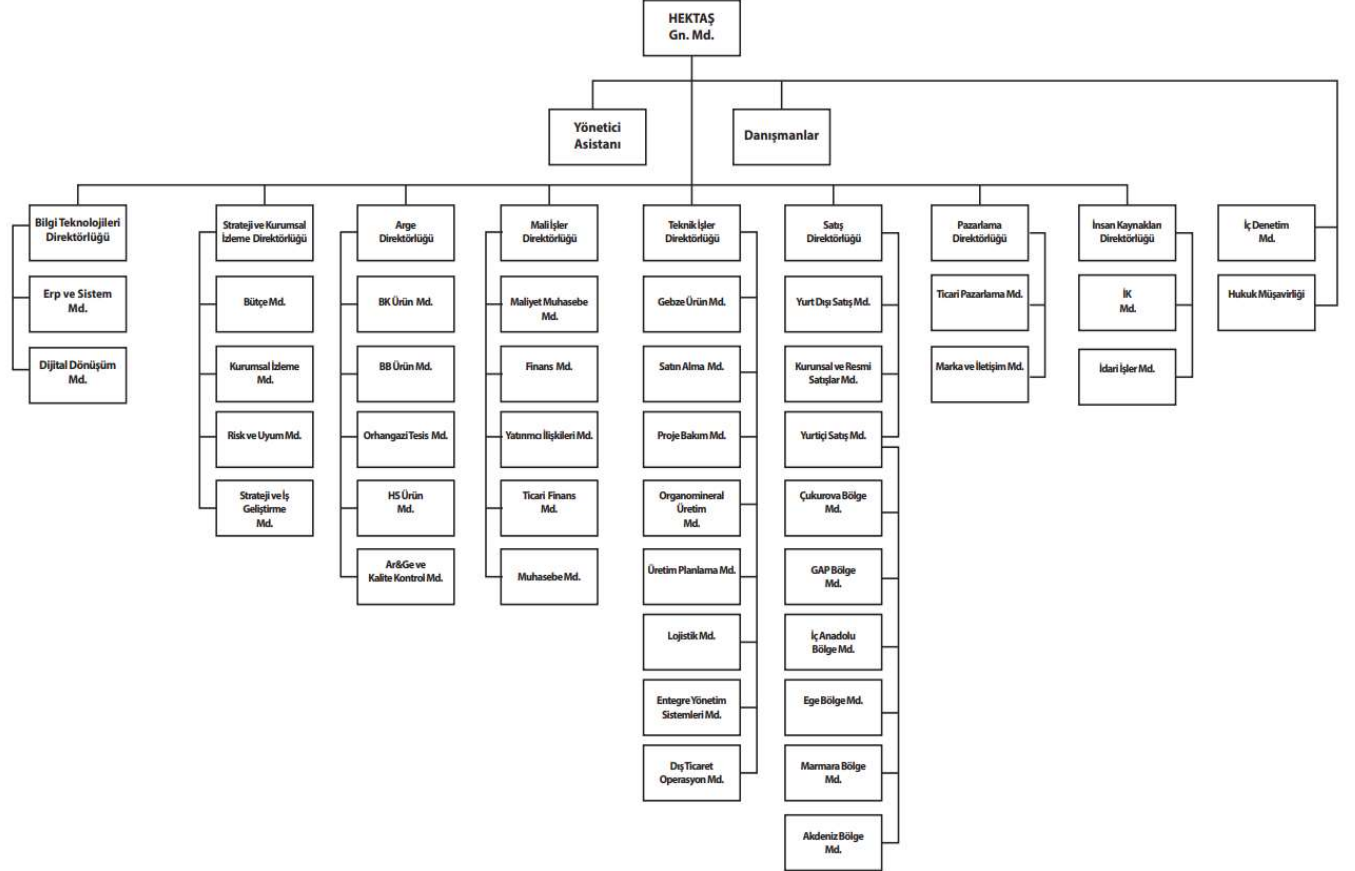 HEKTAŞ
Gn. Md.
Yönetici
Asistanı
Danışmanlar
Bilgi Teknolojileri
Direktörlüğü
Erp ve Sistem
Md.
Dijital Dönüşüm
Md.
Strateji ve Kurumsal
İzleme Direktörlüğü
Bütçe Md.
Kurumsal İzleme
Md.
Risk ve Uyum Md.
Strateji ve İş
Geliştirme
Md.
Arge
Direktörlüğü
BK Ürün Md.
BB Ürün Md.
Orhangazi Tesis Md.
HS Ürün
Md.
Ar&Ge ve
Kalite Kontrol Md.
Mali İşler
Direktörlüğü
Maliyet Muhasebe
Md.
Finans Md.
Yatırımcı İlişkileri Md.
Ticari Finans
Md.
Muhasebe Md.
Teknik İşler
Direktörlüğü
Gebze Ürün Md.
Satın Alma Md.
Proje Bakım Md.
Organomineral
Üretim
Md.
Üretim Planlama Md.
Lojistik Md.
Entegre Yönetim
Sistemleri Md.
Dış Ticaret
Operasyon Md.
Satış
Direktörlüğü
Yurt Dışı Satış Md.
Kurunsal ve Resmi
Satışlar Md.
Yurtiçi Satış Md.
Çukurova Bölge
Md.
GAP Bölge
Md.
İç Anadolu
Bölge Md.
Ege Bölge Md.
Marmara Bölge
Md.
Akdeniz Bölge
Md.
Pazarlama
Direktörlüğü
Ticari Pazarlama Md.
Marka ve İletişim Md.
İnsan Kaynakları
Direktörlüğü
İK
Md.
İdari İşler Md.
İç Denetim
Md.
Hukuk Müşavirliği